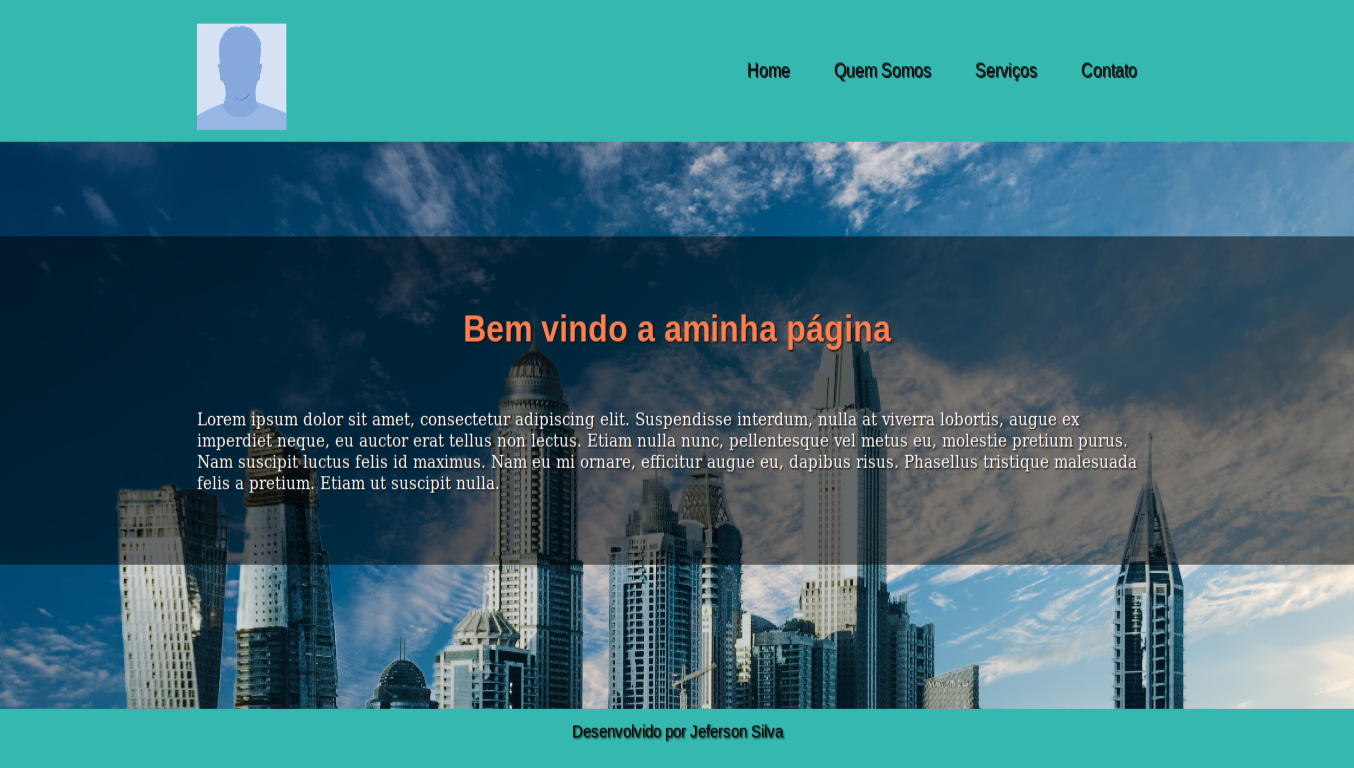 Home Quem Somos Serviços Contato
Bem vindo a aminha página
Lorem ipsum dolor sit amet, consectetur adipiscing elit. Suspendisse interdum, nulla at viverra lobortis, augue ex
imperdiet neque, eu auctor erat tellus non lectus. Etiam nulla nunc, pellentesque vel metus eu, molestie pretium purus.
Nam suscipit luctus felis id maximus. Nam eu mi ornare, efficitur augue eu, dapibus risus. Phasellus tristique malesuada
felis a pretium. Etiam ut suscipit nulla.
Desenvolvido por Jeferson Silva